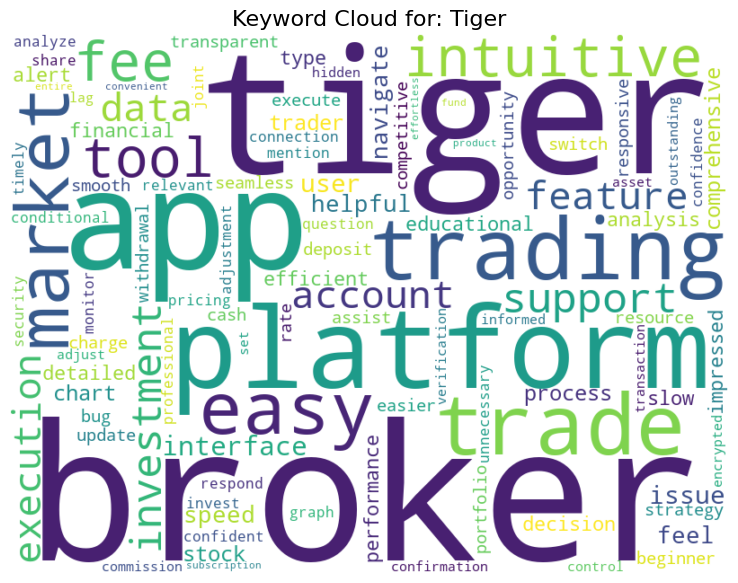 Keyword Cloud for: Tiger
analyze
share
alert
entire
lag
convenient
fee
transparent
data
financial
joint
type
hidden
execute
trader
connection
mention
tiger
navigate
competitive
intuitive
effortless
fund
product
responsive
opportunity
switch
outstanding
confidence
comprehensive
timely
market
tool
smooth
relevant
seamless
user
helpful
educational
feature
asset
analysis
conditional
app
question
deposit
trading
withdrawal
adjustment
efficient
security
monitor
pricing
cash
rate
account
support
assist
informed
resource
set
professional
charge
adjust
detailed
platform
verification
transaction
impressed
chart
bug
update
investment
easy
easier
process
slow
trade
unnecessary
encrypted
execution
interface
performance
portfolio
issue
strategy
respond
invest
speed
confident
graph
broker
decision
feel
stock
beginner
commission
subscription
confirmation
control